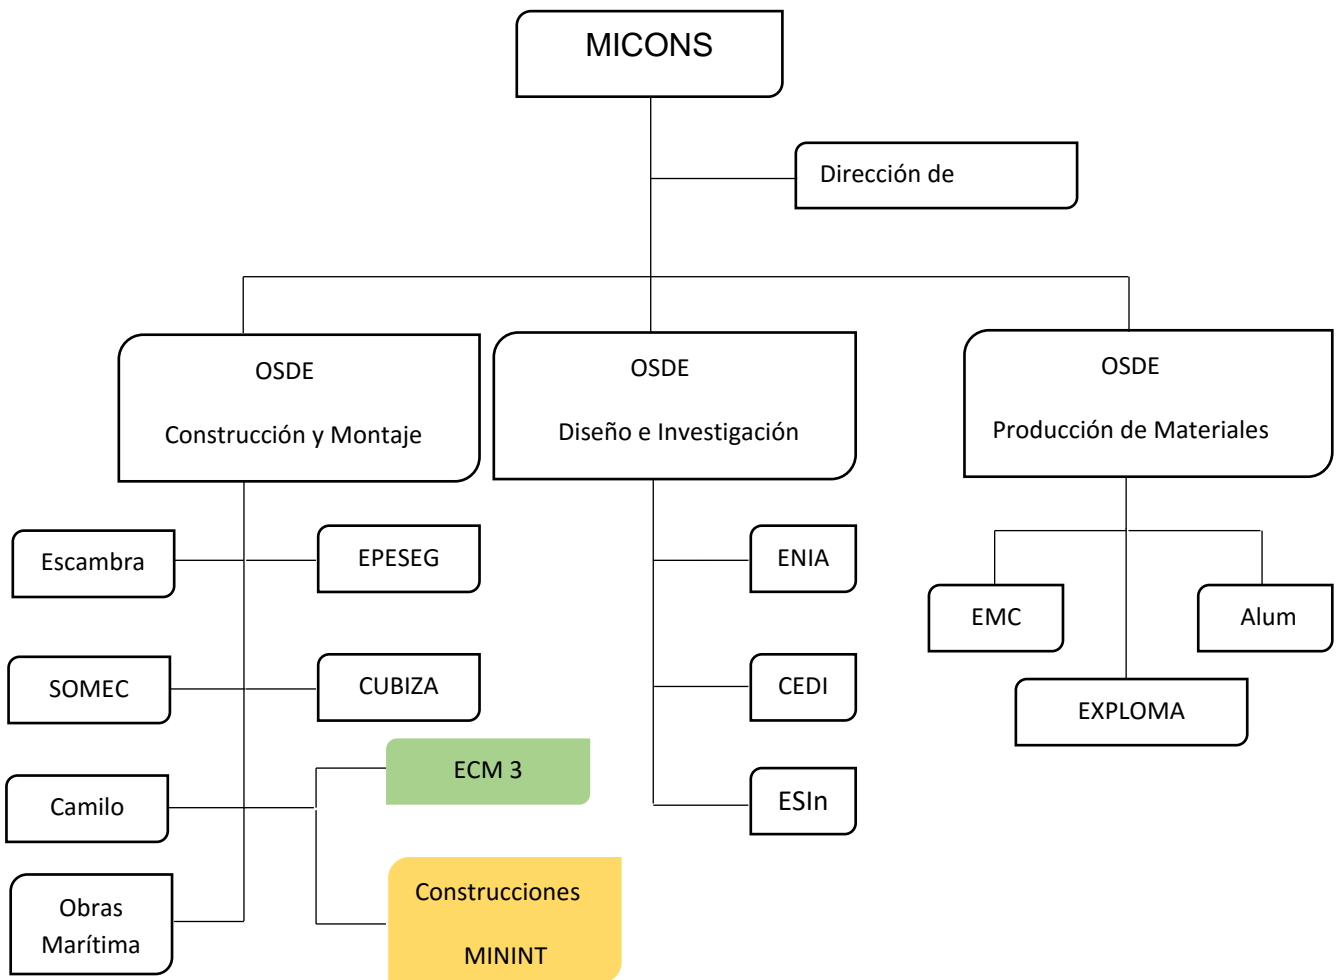 MICONS
Dirección de
OSDE
Construcción y Montaje
OSDE
Diseño e Investigación
OSDE
Producción de Materiales
Escambra
EPESEG
ENIA
EMC
Alum
SOMEC
CUBIZA
CEDI
EXPLOMA
ECM 3
Camilo
ESIn
Construcciones
MININT
Obras
Marítima